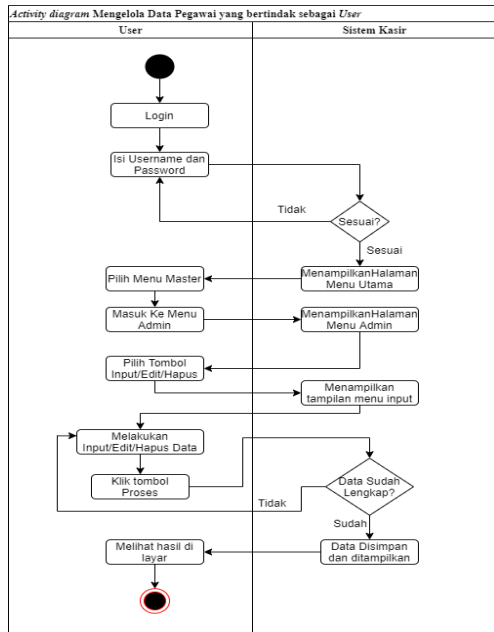 Activity diagram Mengelola Data Pegawai yang bertindak sebagai User
User
Sistem Kasir
Login
Isi Username dan
Password
Tidak
Sesuai?
Sesuai
MenampilkanHalaman
Menu Utama
Pilih Menu Master
Masuk Ke Menu
Admin
MenampilkanHalaman
Menu Admin
Pilih Tombol
Input/Edit/Hapus
Menampilkan
tampilan menu input
Melakukan
Input/Edit/Hapus Data
Klik tombol
Proses
Data Sudah
Lengkap?
Tidak
Sudah
Data Disimpan
dan ditampilkan
Melihat hasil di
layar